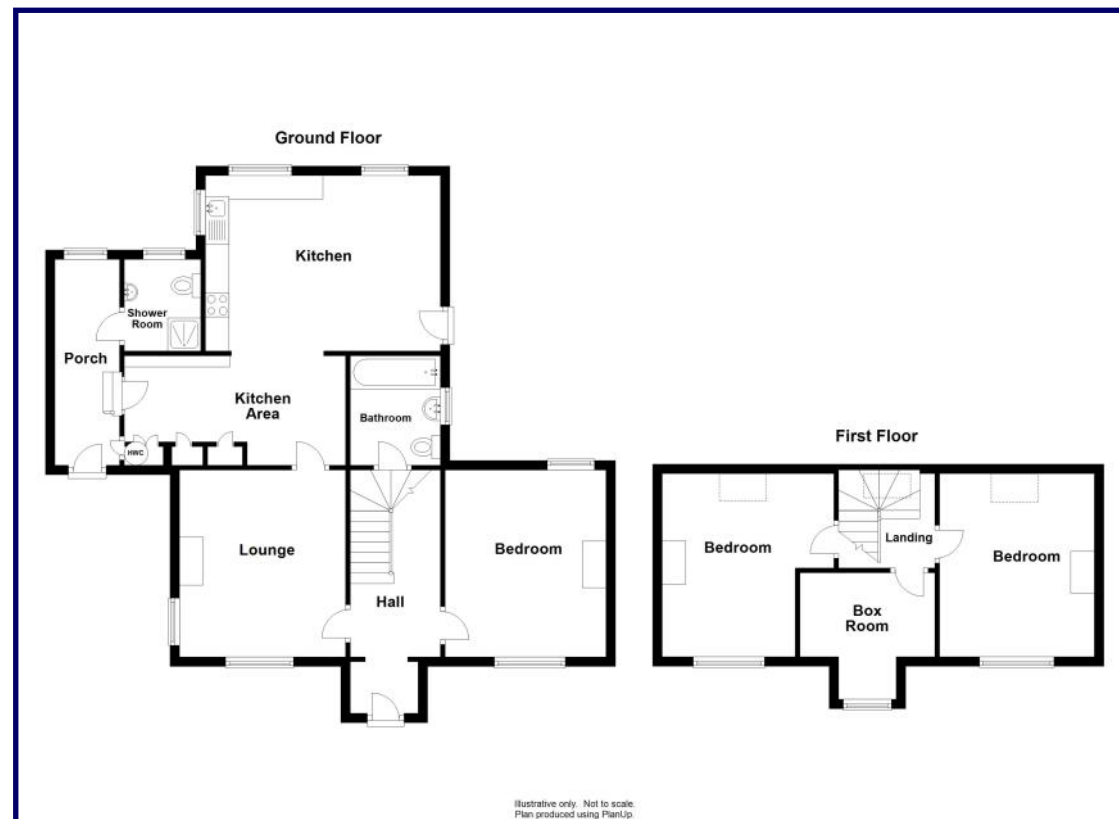 Ground Floor
Kitchen
Shower
Room
Porch
Kitchen
Area
Bathroom
HWC
Lounge
Hall
Bedroom
First Floor
Bedroom
Landing
Bedroom
Box
Room
Illustrative only. Not to scale.
Plan produced using PlanUp.